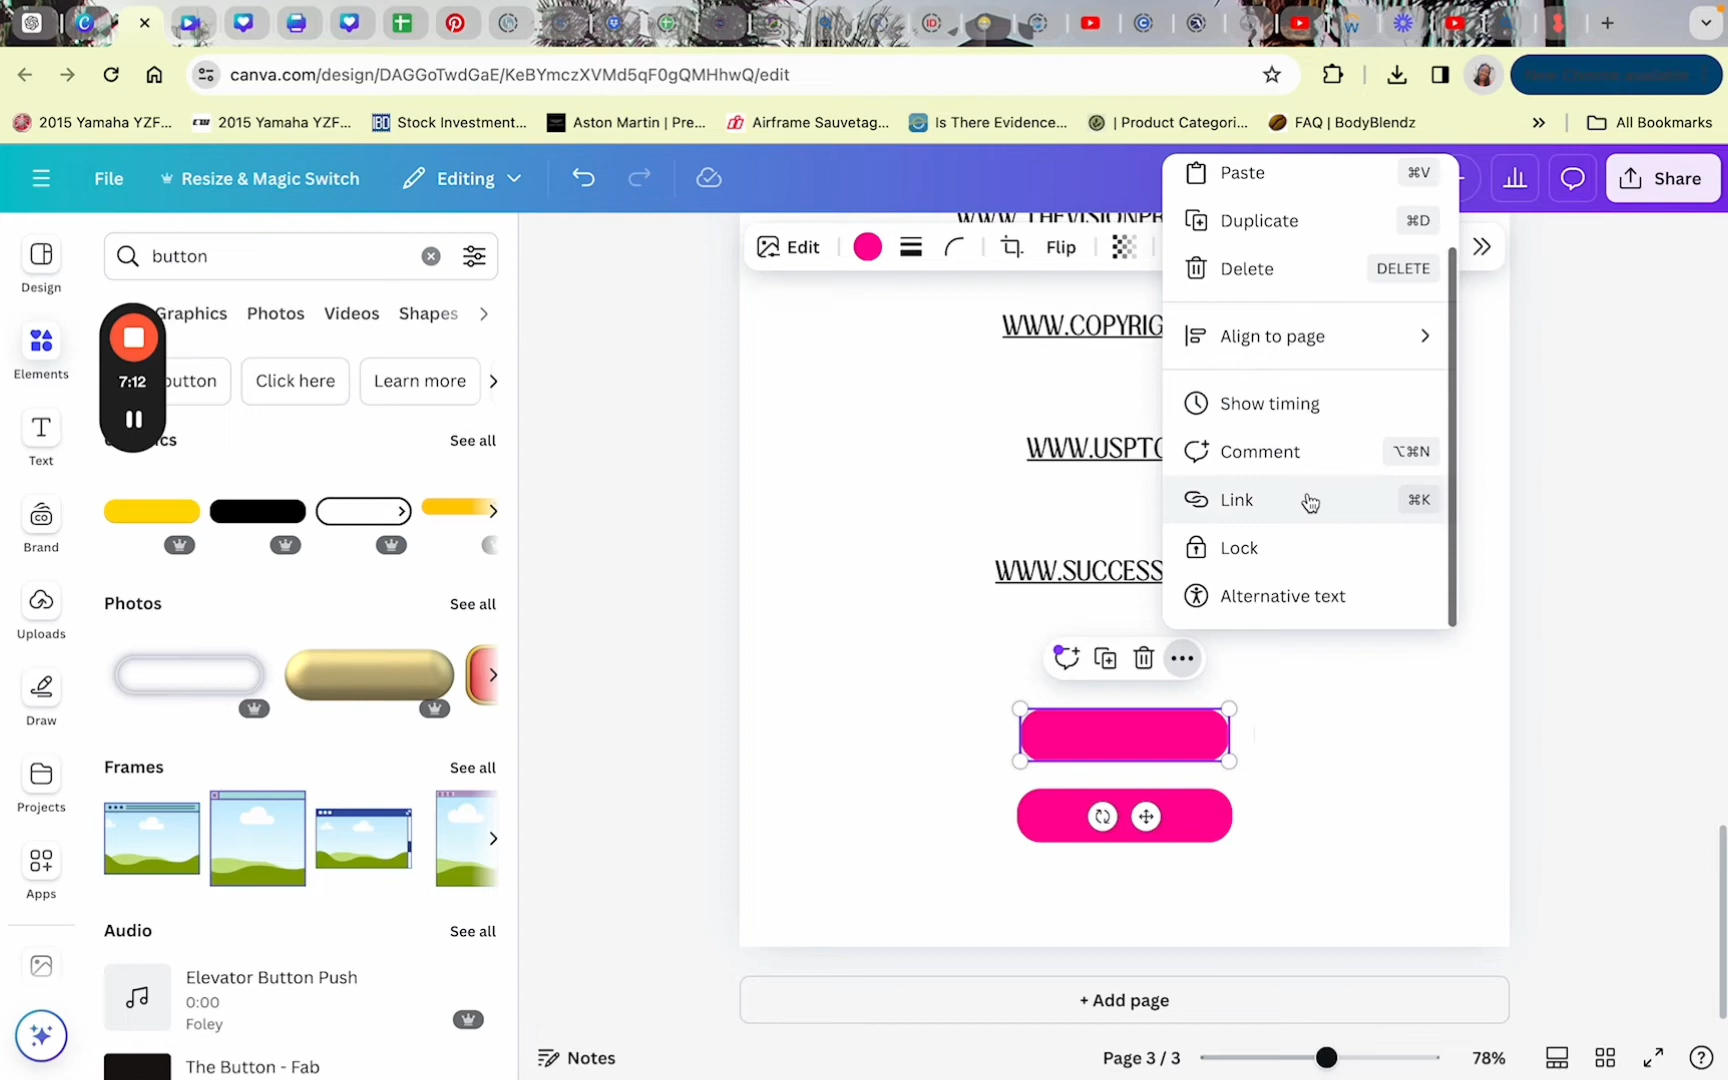 canva.com/design/DAGGoTwdGaE/KeBYmczXVMd5qF0gQMHhwQ/edit
2015 Yamaha YZF...
2015 Yamaha YZF...
Stock Investment...
Aston Martin | Pre...
Airframe Sauvetag...
Is There Evidence...
| Product Categori...
FAQ | BodyBlendz
All Bookmarks
File
Resize & Magic Switch
Editing
Share
Design
Elements
Text
Brand
Uploads
Draw
Projects
Apps
button
Graphics
Photos
Videos
Shapes
7:12
button
Click here
Learn more
See all
Photos
See all
Frames
See all
Audio
See all
Elevator Button Push
0:00
Foley
The Button - Fab
Edit
Flip
WWW.COPYRIG
WWW.USPTO
WWW.SUCCESS
Paste ⌘V
Duplicate ⌘D
Delete DELETE
Align to page
Show timing
Comment ⌥⌘N
Link ⌘K
Lock
Alternative text
+ Add page
Notes
Page 3 / 3
78%